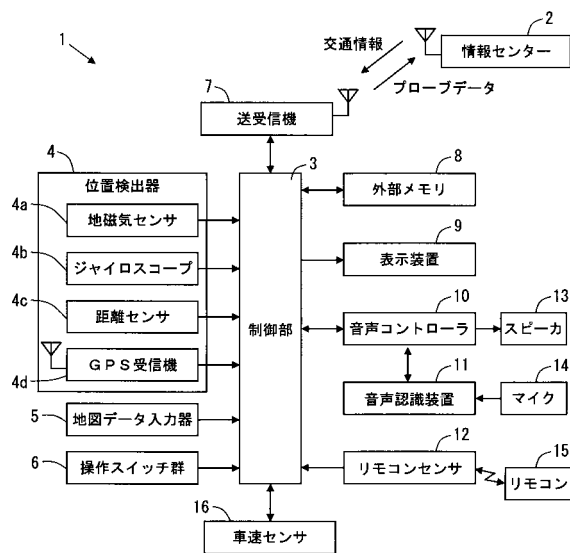 1
2
交通情報
情報センター
プローブデータ
7
送受信機
4
3
8
位置検出器
外部メモリ
4a
地磁気センサ
9
4b
ジャイロスコープ
表示装置
4c
距離センサ
10
13
制御部
音声コントローラ
スピーカ
4d
GPS受信機
11
14
5
地図データ入力器
音声認識装置
マイク
6
操作スイッチ群
12
15
リモコンセンサ
リモコン
16
車速センサ